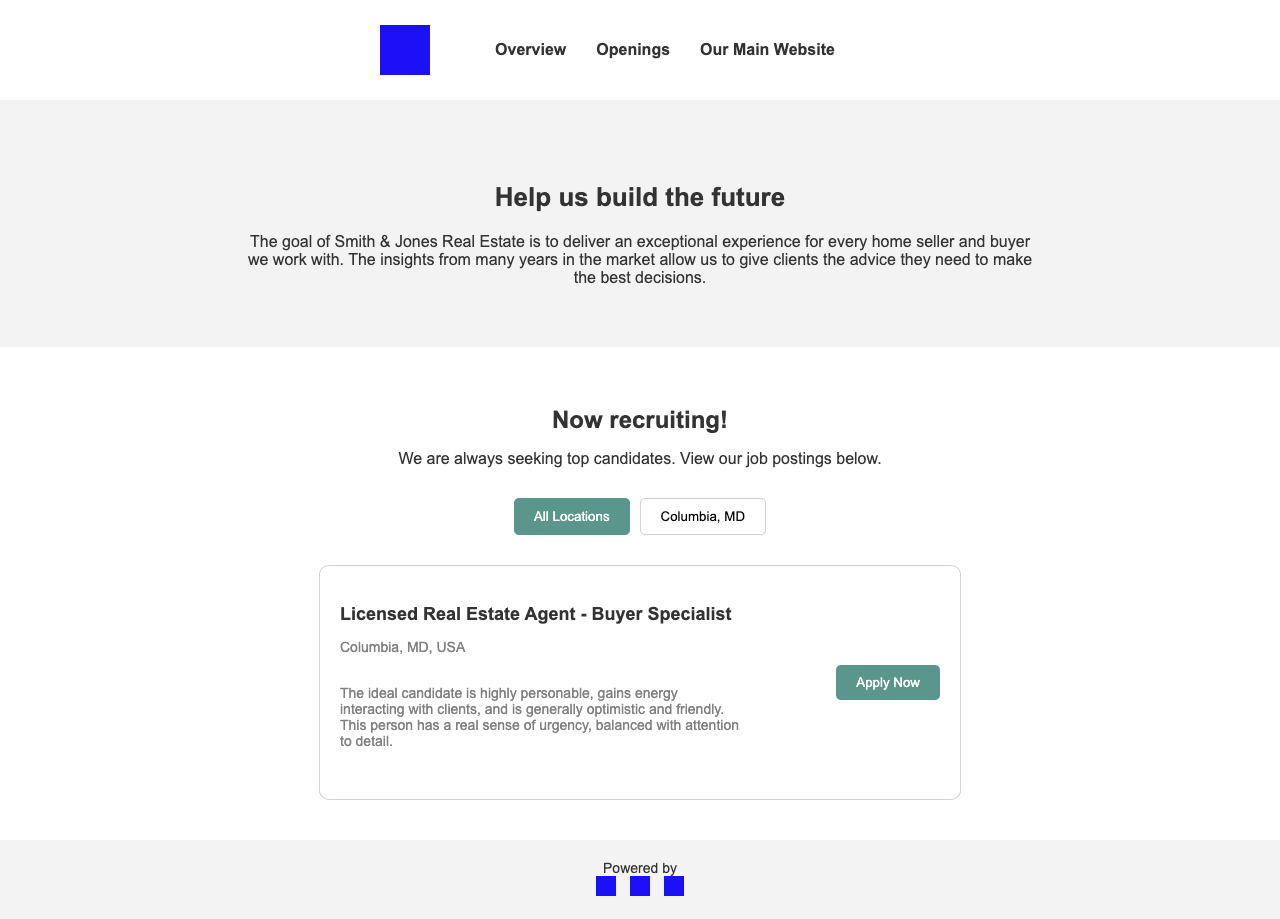 Overview Openings Our Main Website
Help us build the future
The goal of Smith & Jones Real Estate is to deliver an exceptional experience for every home seller and buyer
we work with. The insights from many years in the market allow us to give clients the advice they need to make
the best decisions.
Now recruiting!
We are always seeking top candidates. View our job postings below.
All Locations Columbia, MD
Licensed Real Estate Agent - Buyer Specialist
Columbia, MD, USA
The ideal candidate is highly personable, gains energy
interacting with clients, and is generally optimistic and friendly.
This person has a real sense of urgency, balanced with attention
to detail.
Apply Now
Powered by